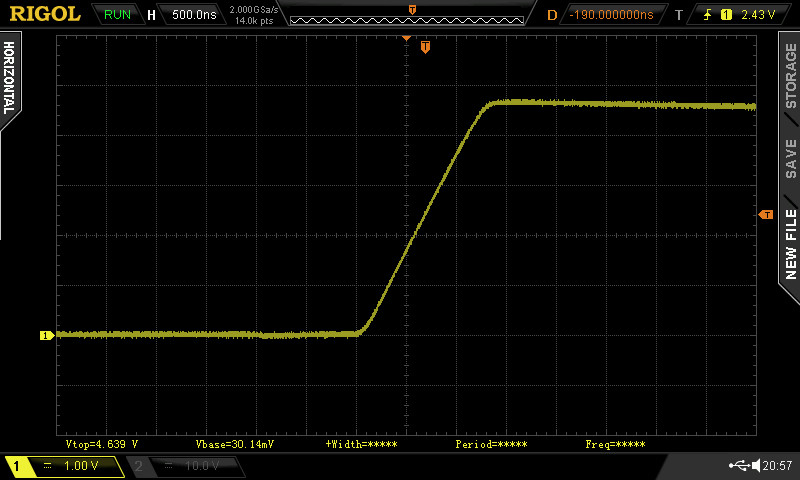 RIGOL RUN H 500.0ns 2.000GSa/s 14.0k pts T D -190.000000ns T 1 2.43 V
HORIZONTAL
T
STORAGE
SAVE
T
NEW FILE
1
Vtop=4.639 V Vbase=30.14mV +Width=***** Period=***** Freq=*****
1 1.00 V 2 10.0 V 20:57